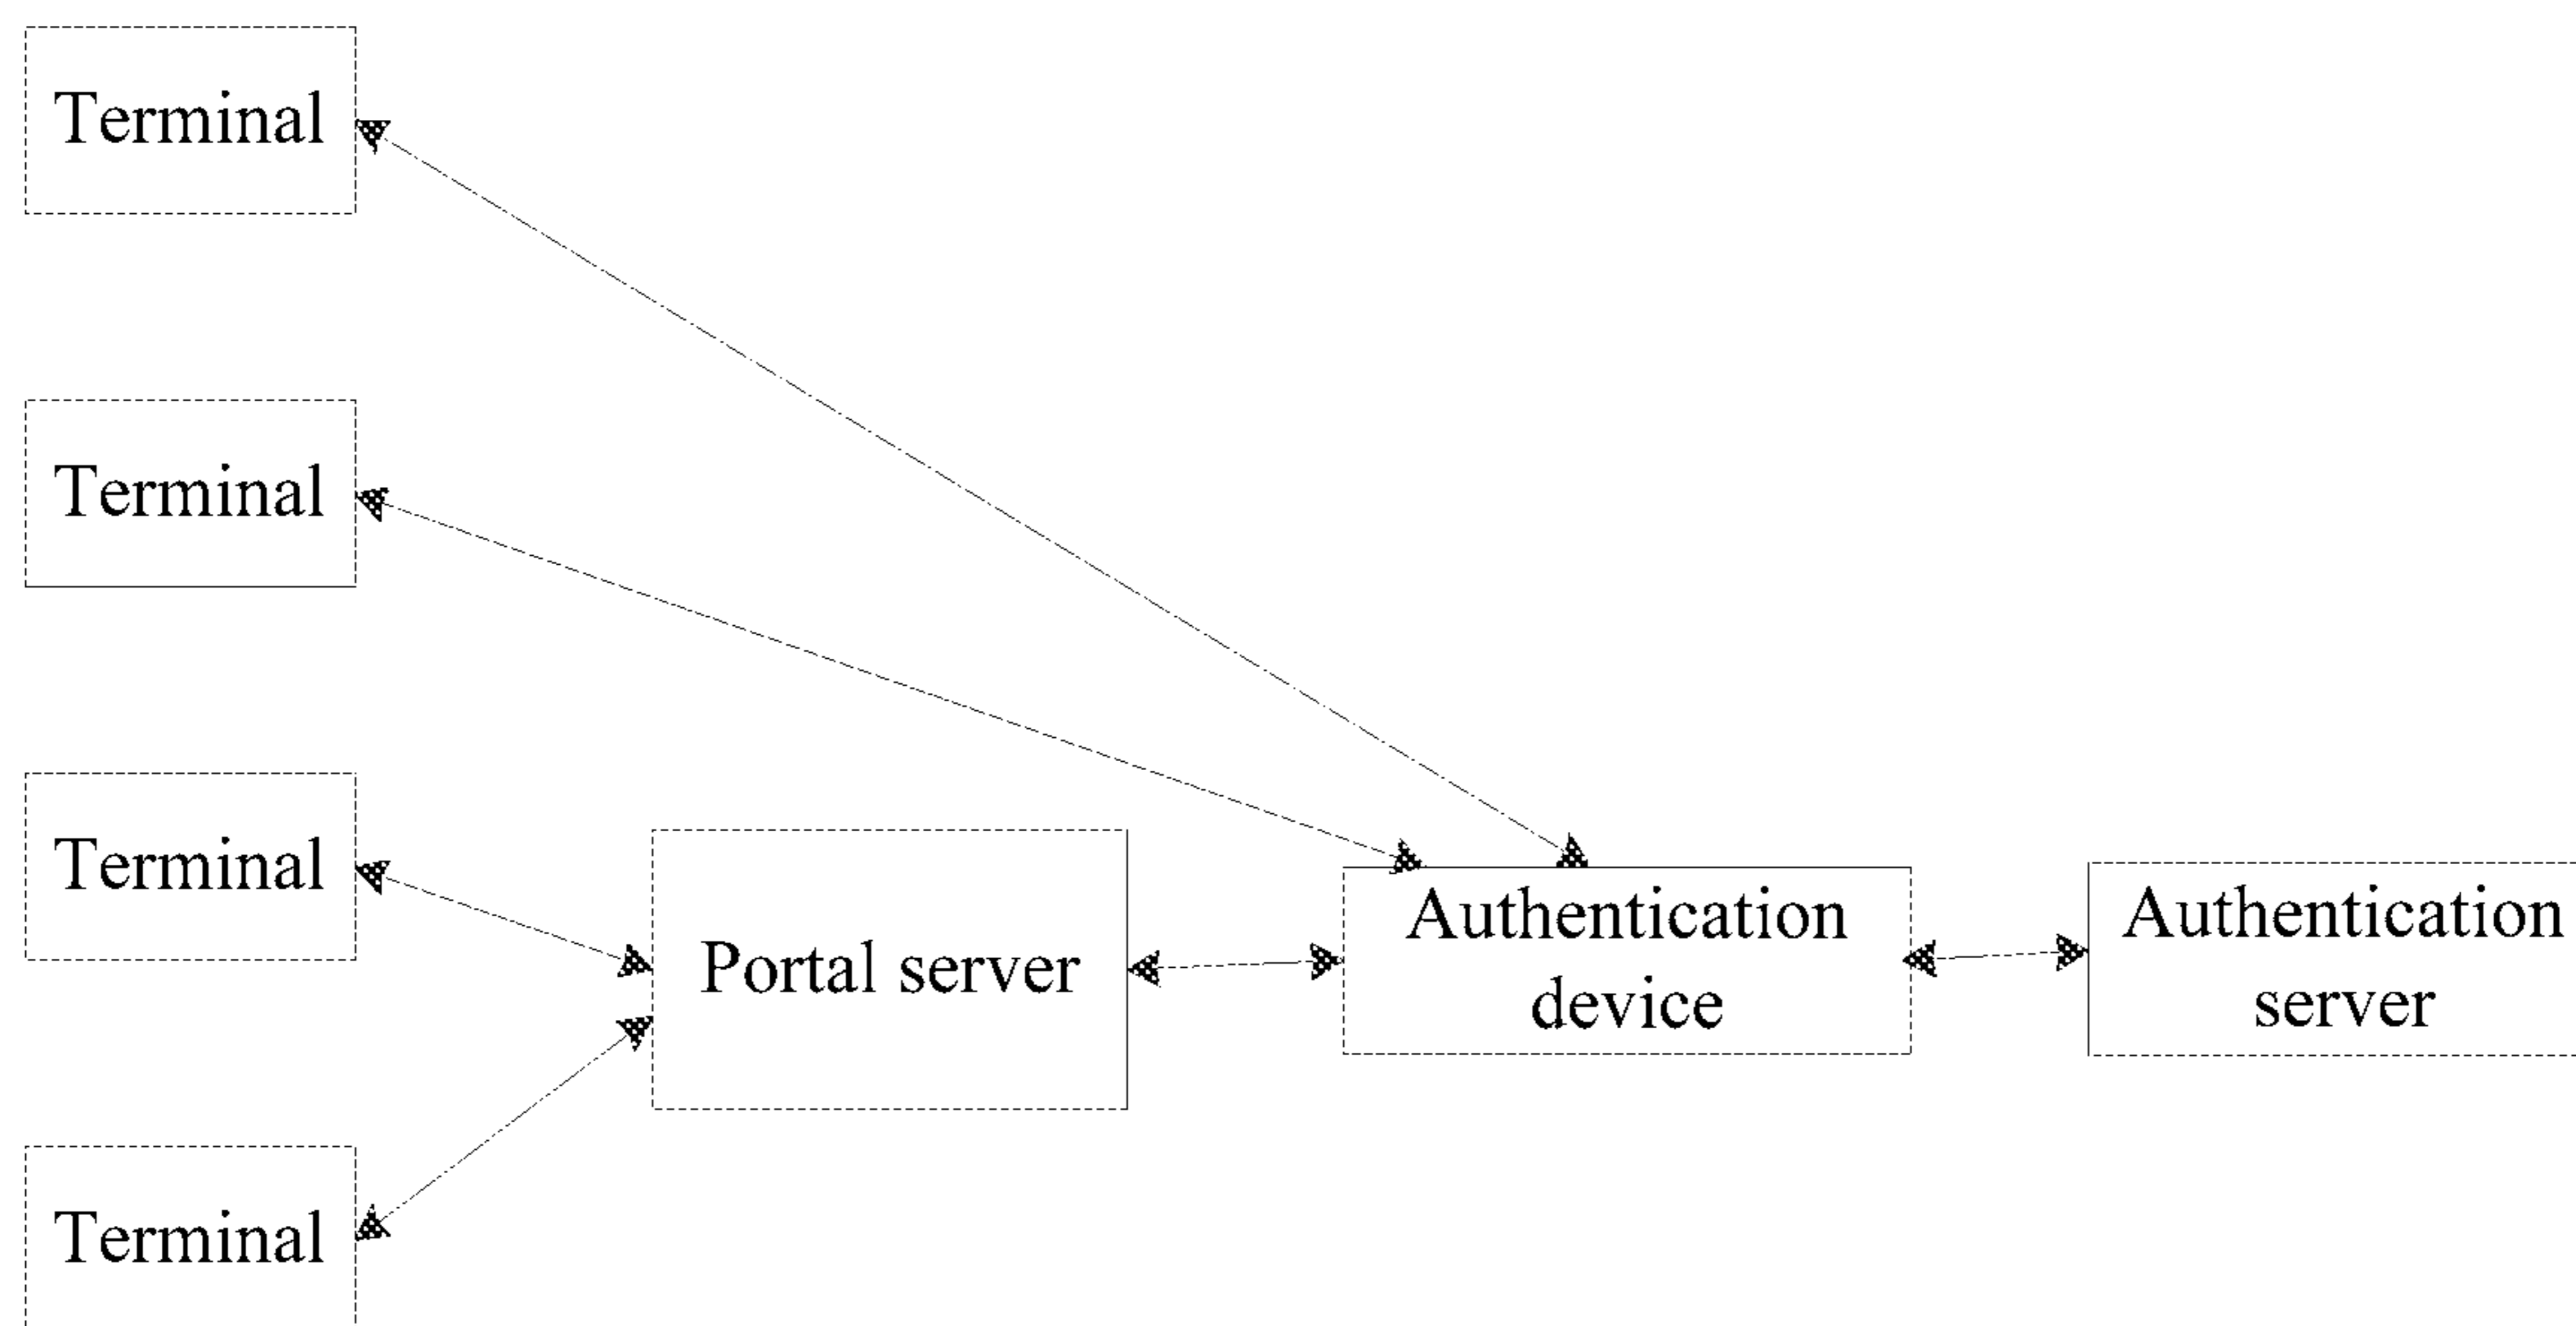 Terminal
Terminal
Terminal
Portal server
Authentication
device
Authentication
server
Terminal